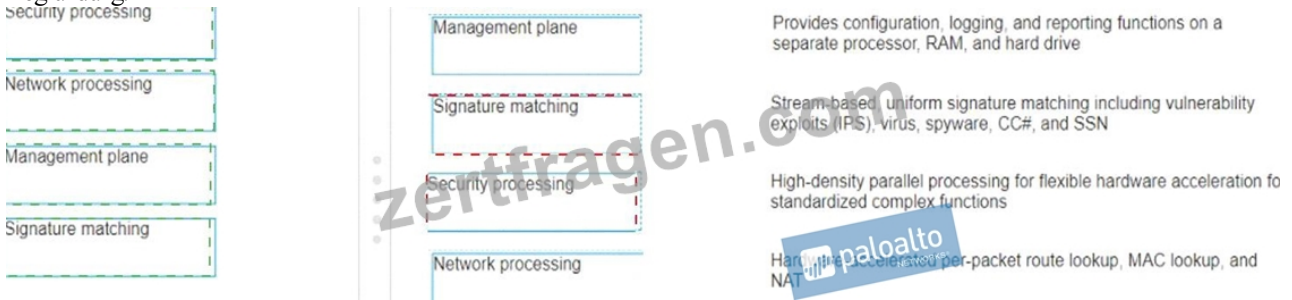 Security processing
Network processing
Management plane
Signature matching
Management plane
Signature matching
Security processing
Network processing
Provides configuration, logging, and reporting functions on a
separate processor, RAM, and hard drive
Stream-based, uniform signature matching including vulnerability
exploits (IPS), virus, spyware, CC#, and SSN
High-density parallel processing for flexible hardware acceleration fo
standardized complex functions
Hardware-accelerated per-packet route lookup, MAC lookup, and
NAT
zertfragen.com
paloalto
NETWORKS